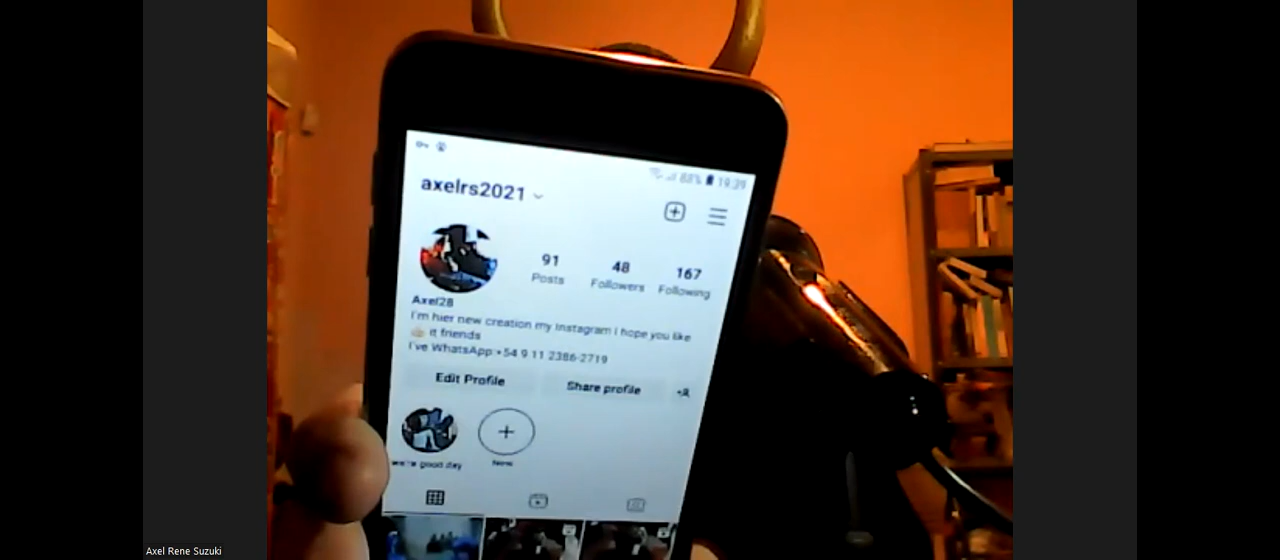 88% 19:39
axelrs2021
91 48 167
Posts Followers Following
Axel28
I'm hier new creation my Instagram i hope you like
it friends
I've WhatsApp:+54 9 11 2386-2719
Edit Profile Share profile
good day New
Axel Rene Suzuki